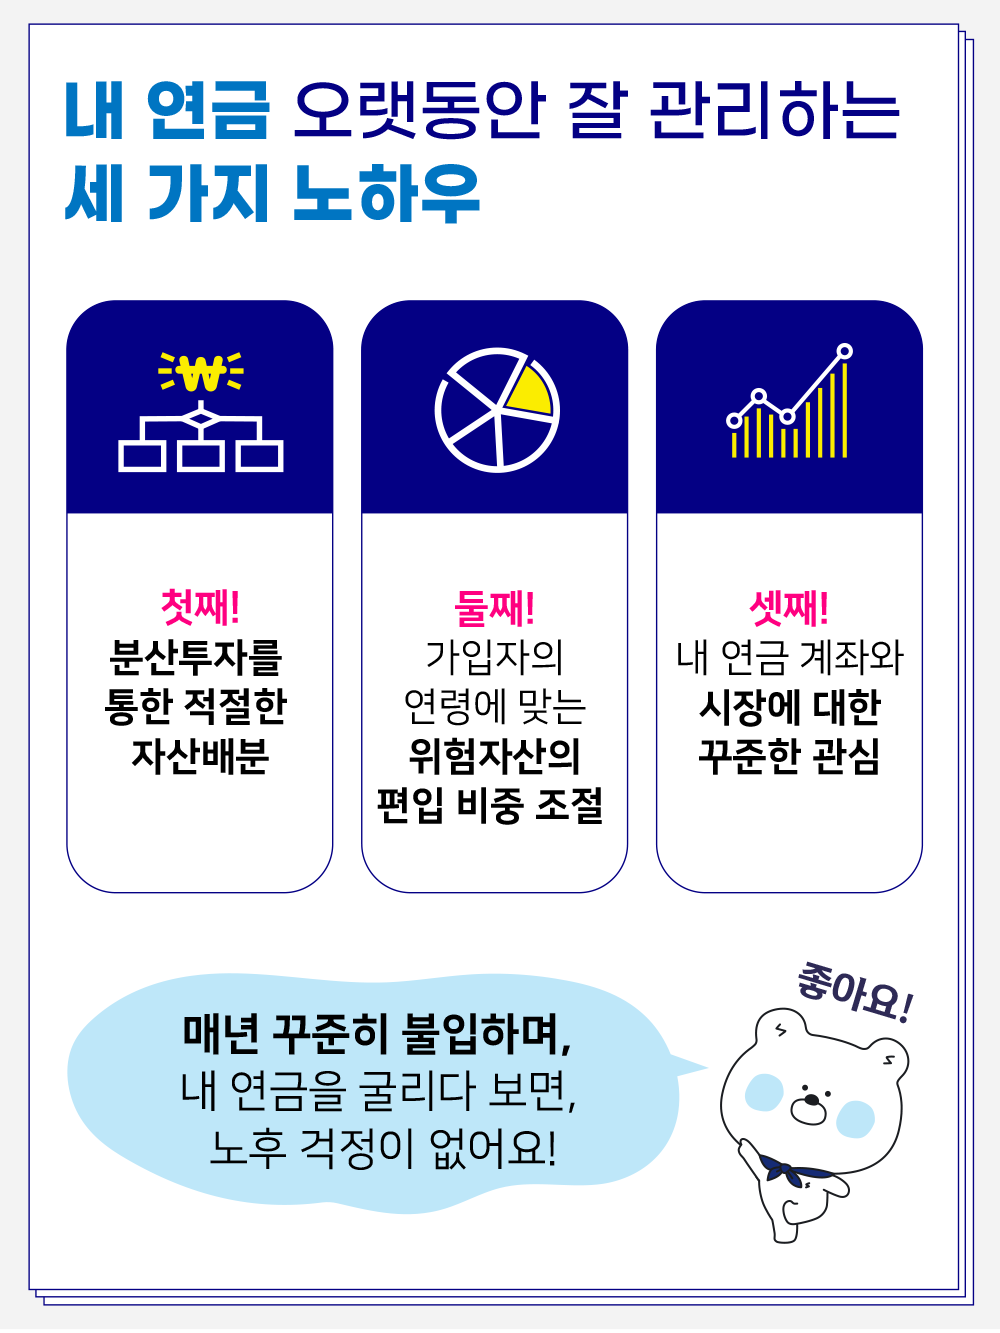 내 연금 오랫동안 잘 관리하는
세 가지 노하우
₩
첫째!
분산투자를
통한 적절한
자산배분
둘째!
가입자의
연령에 맞는
위험자산의
편입 비중 조절
셋째!
내 연금 계좌와
시장에 대한
꾸준한 관심
매년 꾸준히 불입하며,
내 연금을 굴리다 보면,
노후 걱정이 없어요!
좋아요!